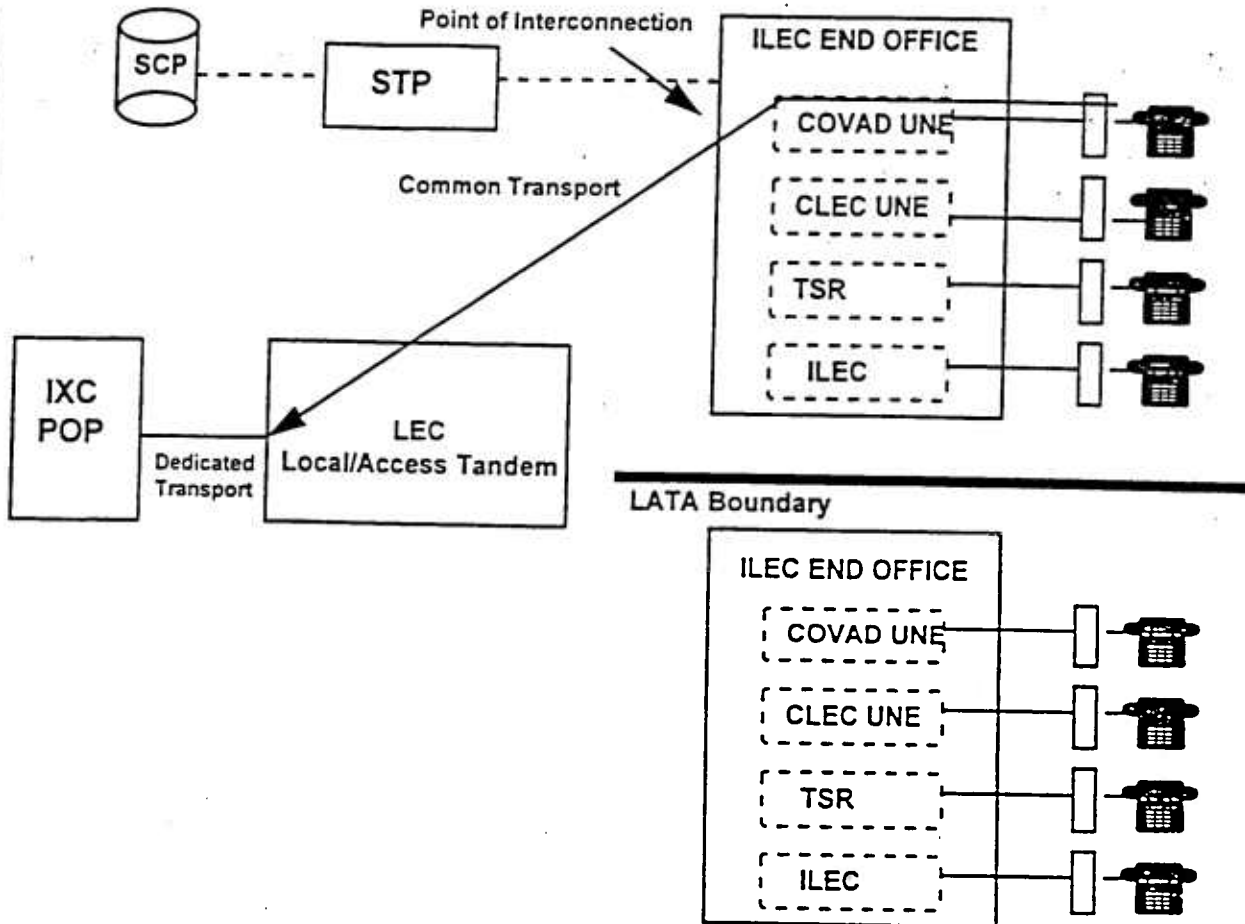 Point of Interconnection
SCP
STP
ILEC END OFFICE
COVAD UNE
CLEC UNE
TSR
ILEC
Common Transport
IXC
POP
Dedicated
Transport
LEC
Local/Access Tandem
LATA Boundary
ILEC END OFFICE
COVAD UNE
CLEC UNE
TSR
ILEC